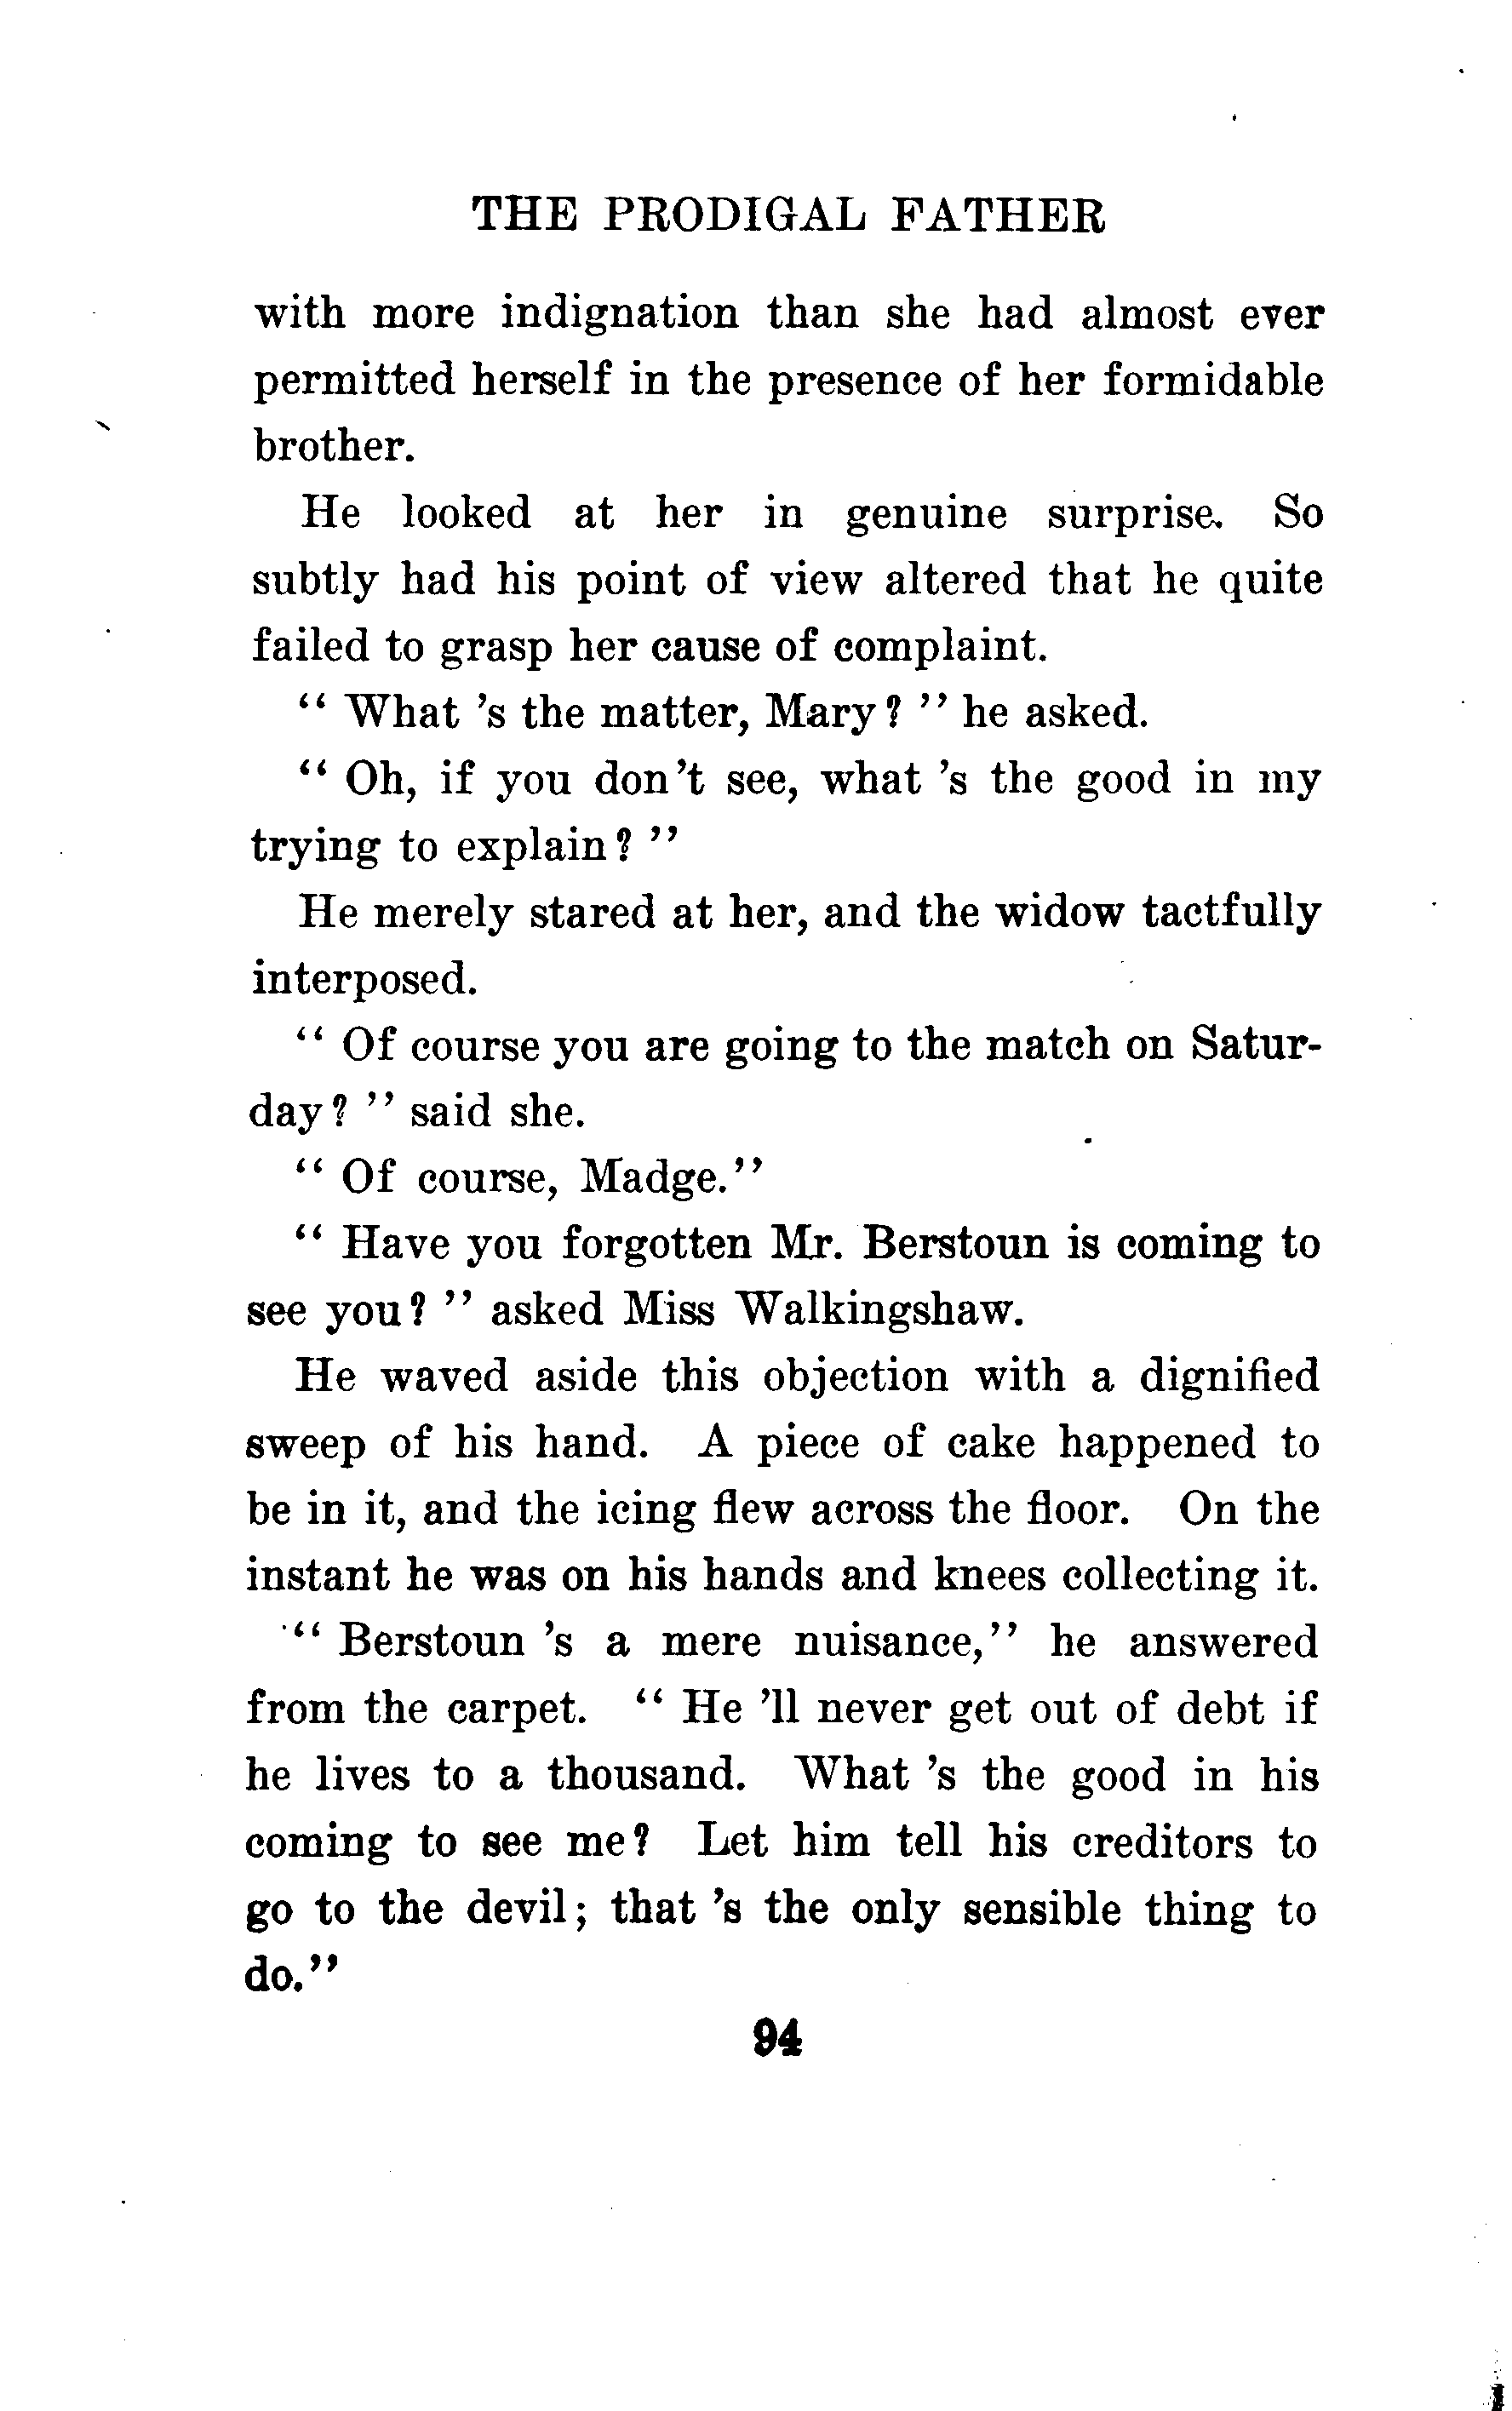 THE PRODIGAL FATHER
with more indignation than she had almost ever
permitted herself in the presence of her formidable
brother.
He looked at her in genuine surprise. So
subtly had his point of view altered that he quite
failed to grasp her cause of complaint.
“ What 's the matter, Mary? ” he asked.
“ Oh, if you don't see, what 's the good in my
trying to explain? ”
He merely stared at her, and the widow tactfully
interposed.
“ Of course you are going to the match on Satur-
day? ” said she.
“ Of course, Madge.”
“ Have you forgotten Mr. Berstoun is coming to
see you? ” asked Miss Walkingshaw.
He waved aside this objection with a dignified
sweep of his hand. A piece of cake happened to
be in it, and the icing flew across the floor. On the
instant he was on his hands and knees collecting it.
“ Berstoun 's a mere nuisance,” he answered
from the carpet. “ He 'll never get out of debt if
he lives to a thousand. What 's the good in his
coming to see me? Let him tell his creditors to
go to the devil; that 's the only sensible thing to
do.”
94